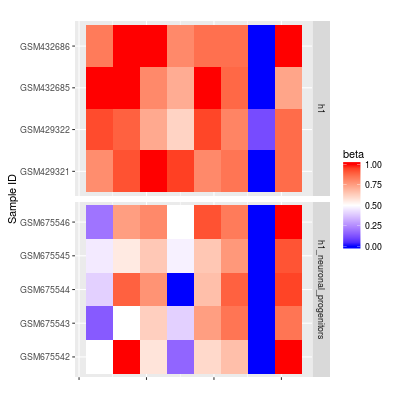 Sample ID
GSM432686
GSM432685
GSM429322
GSM429321
h1
GSM675546
GSM675545
GSM675544
GSM675543
GSM675542
h1_neuronal_progenitors
beta
1.00
0.75
0.50
0.25
0.00